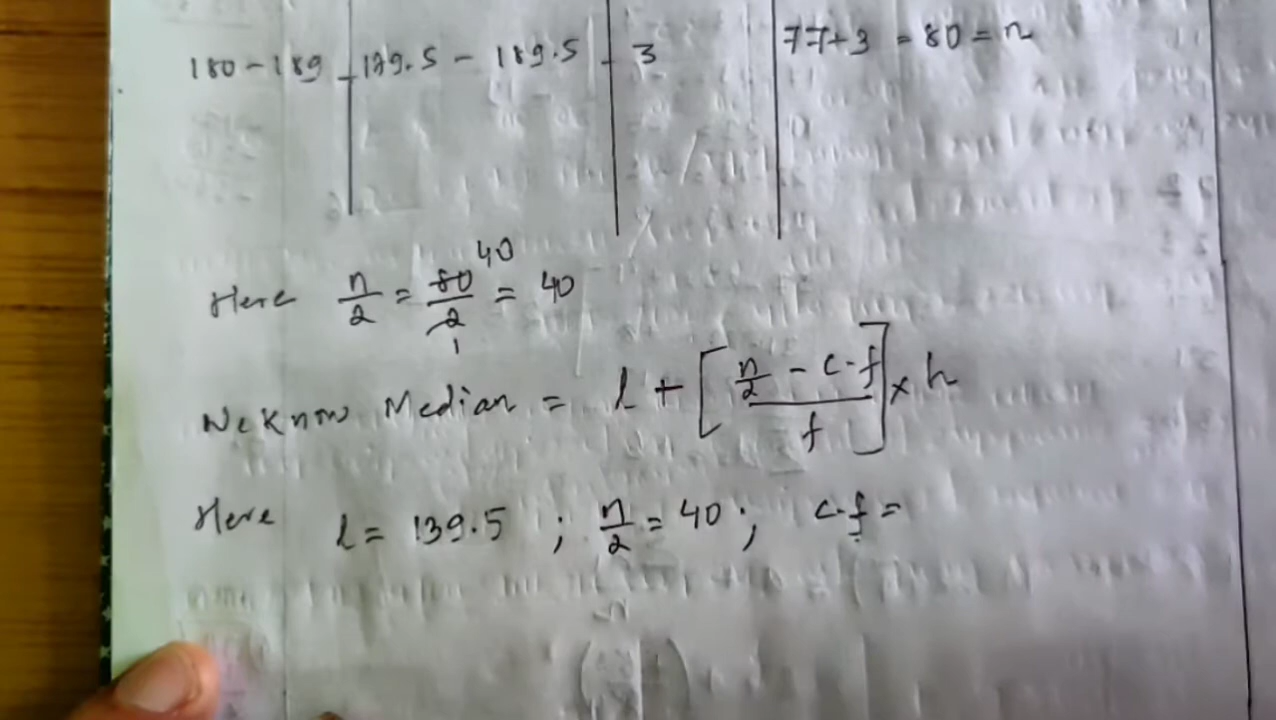 180 - 189 179.5 - 189.5 3 77+3 = 80 = n
Here n/2 = 80/2 = 40
40
1
We Know Median = l + [ (n/2 - c.f) / f ] × h
Here l = 139.5 ; n/2 = 40 ; c.f =